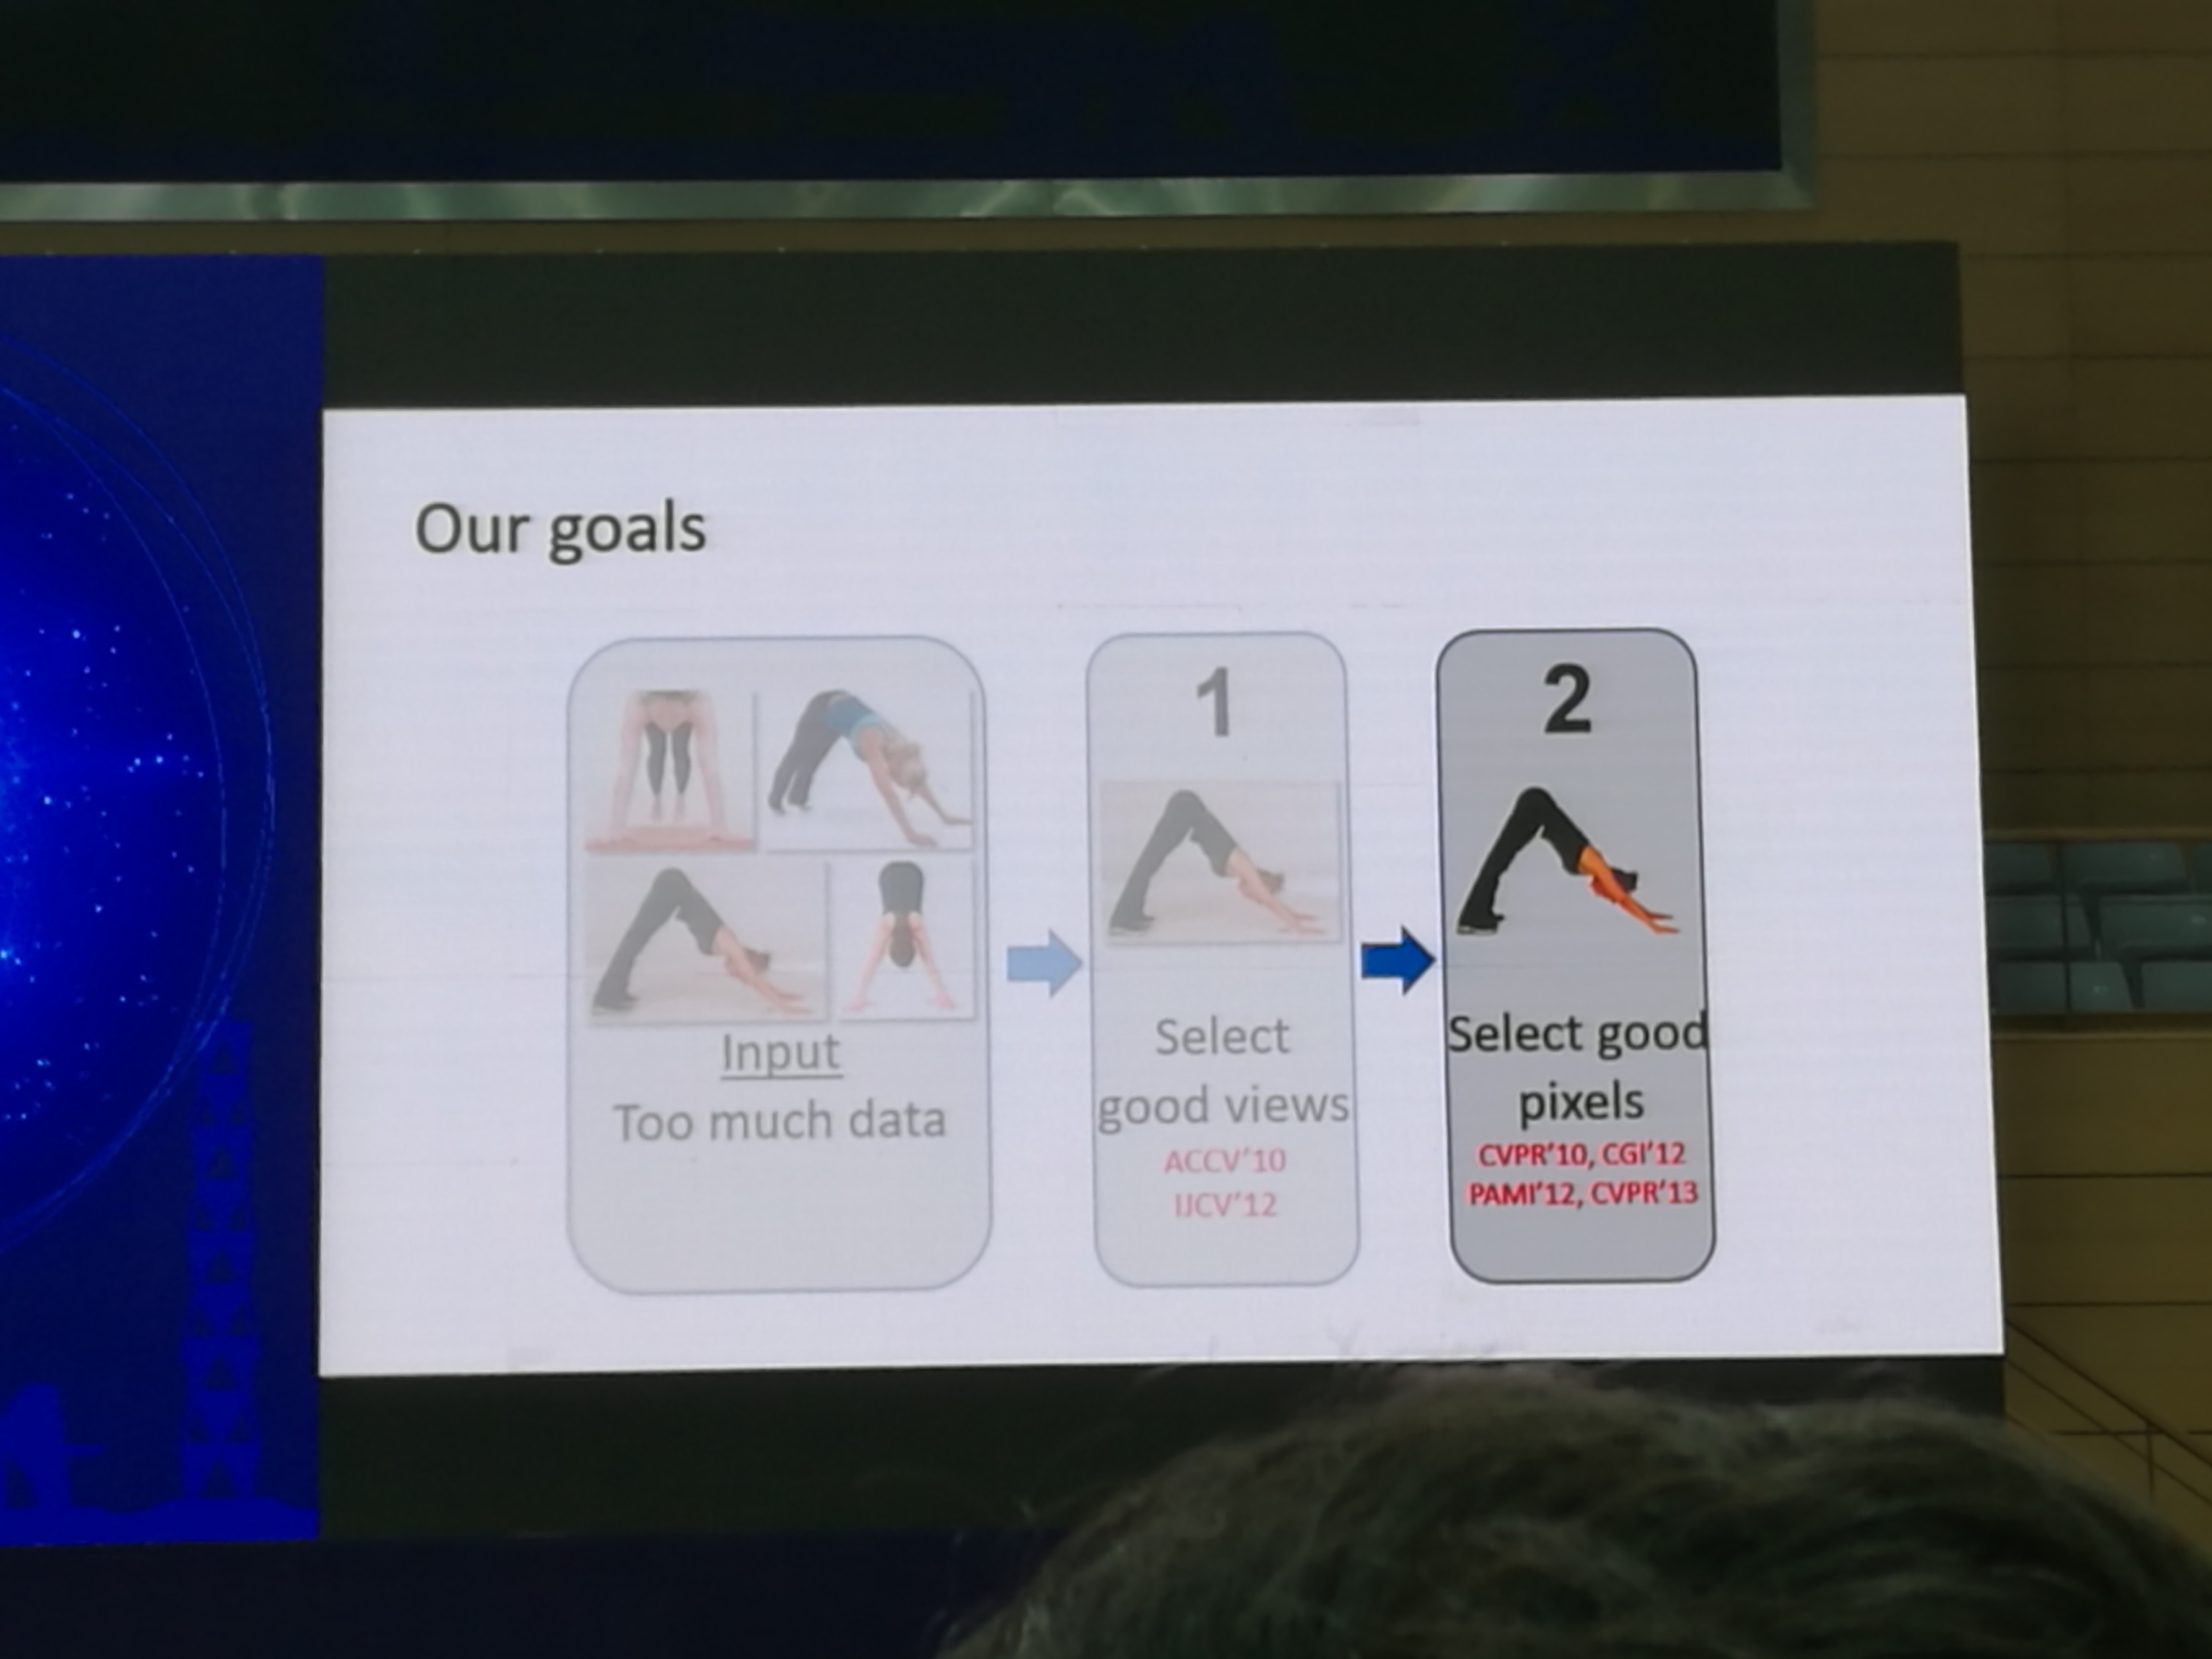 Our goals
Input
Too much data
1
Select
good views
ACCV'10
IJCV'12
2
Select good
pixels
CVPR'10, CGI'12
PAMI'12, CVPR'13